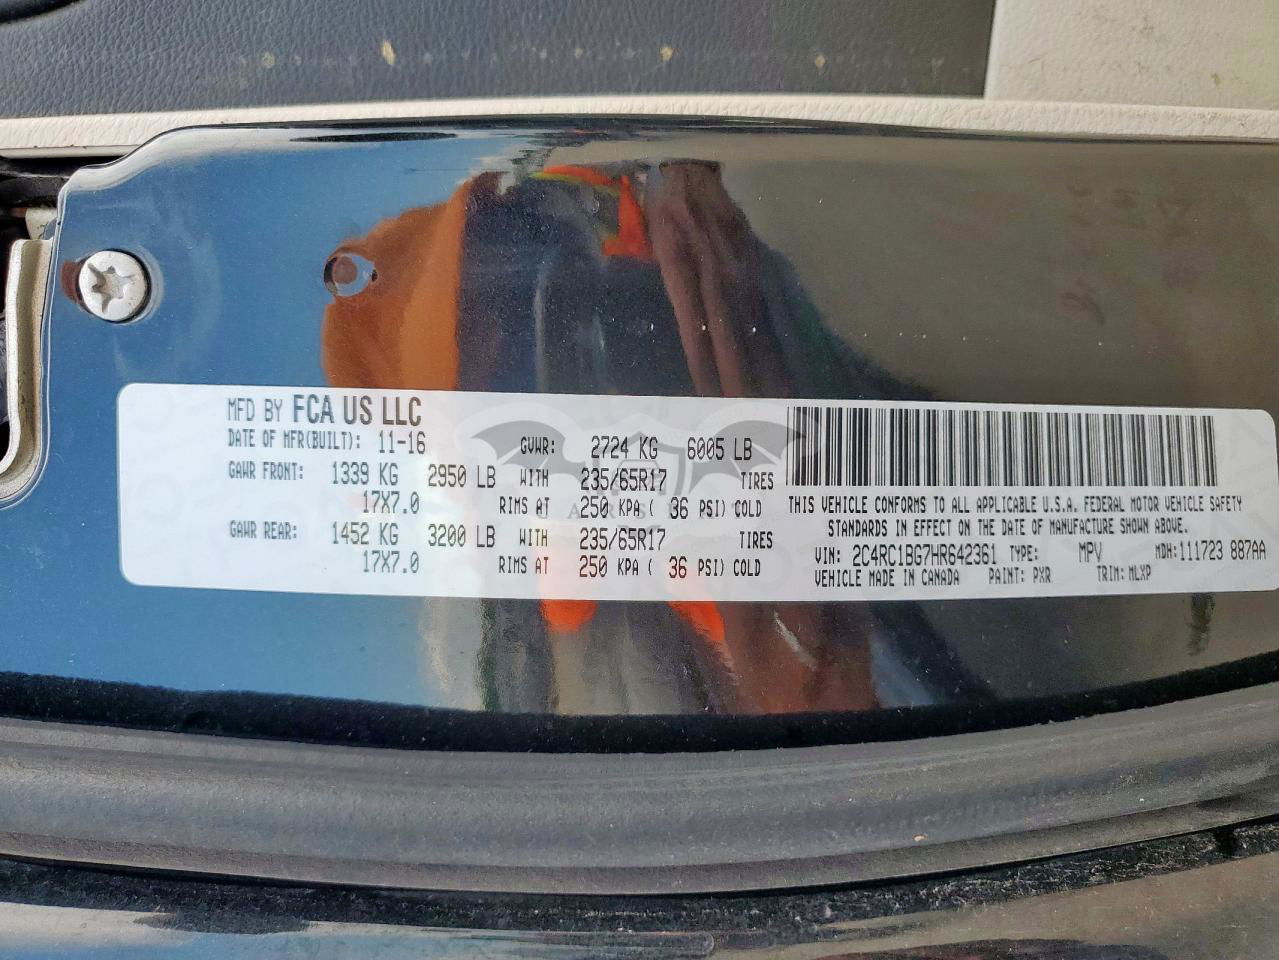 MFD BY FCA US LLC
DATE OF MFR(BUILT): 11-16 GVWR: 2724 KG 6005 LB
GAWR FRONT: 1339 KG 2950 LB WITH 235/65R17 TIRES
17X7.0 RIMS AT 250 KPA ( 36 PSI) COLD
GAWR REAR: 1452 KG 3200 LB WITH 235/65R17 TIRES
17X7.0 RIMS AT 250 KPA ( 36 PSI) COLD
THIS VEHICLE CONFORMS TO ALL APPLICABLE U.S.A. FEDERAL MOTOR VEHICLE SAFETY
STANDARDS IN EFFECT ON THE DATE OF MANUFACTURE SHOWN ABOVE.
VIN: 2C4RC1BG7HR642361 TYPE: MPV MDH: 111723 887AA
VEHICLE MADE IN CANADA PAINT: PXR TRIM: MLXP